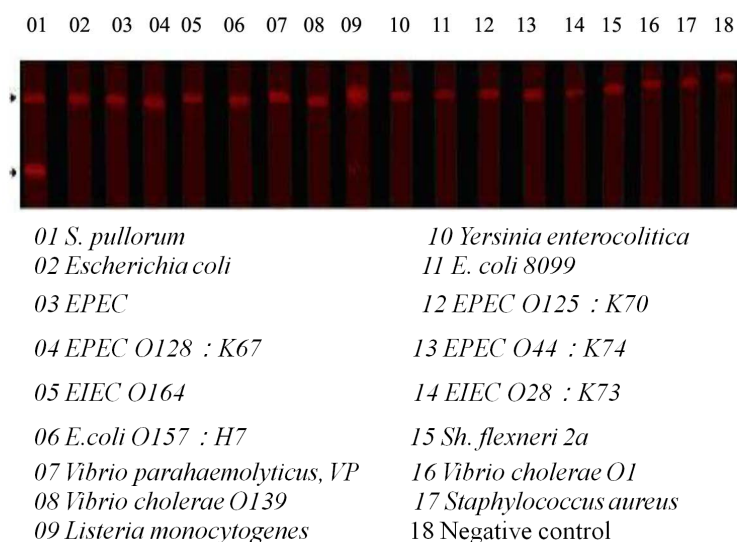 01 02 03 04 05 06 07 08 09 10 11 12 13 14 15 16 17 18
01 S. pullorum
02 Escherichia coli
03 EPEC
04 EPEC O128 : K67
05 EIEC O164
06 E.coli O157 : H7
07 Vibrio parahaemolyticus, VP
08 Vibrio cholerae O139
09 Listeria monocytogenes
10 Yersinia enterocolitica
11 E. coli 8099
12 EPEC O125 : K70
13 EPEC O44 : K74
14 EIEC O28 : K73
15 Sh. flexneri 2a
16 Vibrio cholerae O1
17 Staphylococcus aureus
18 Negative control